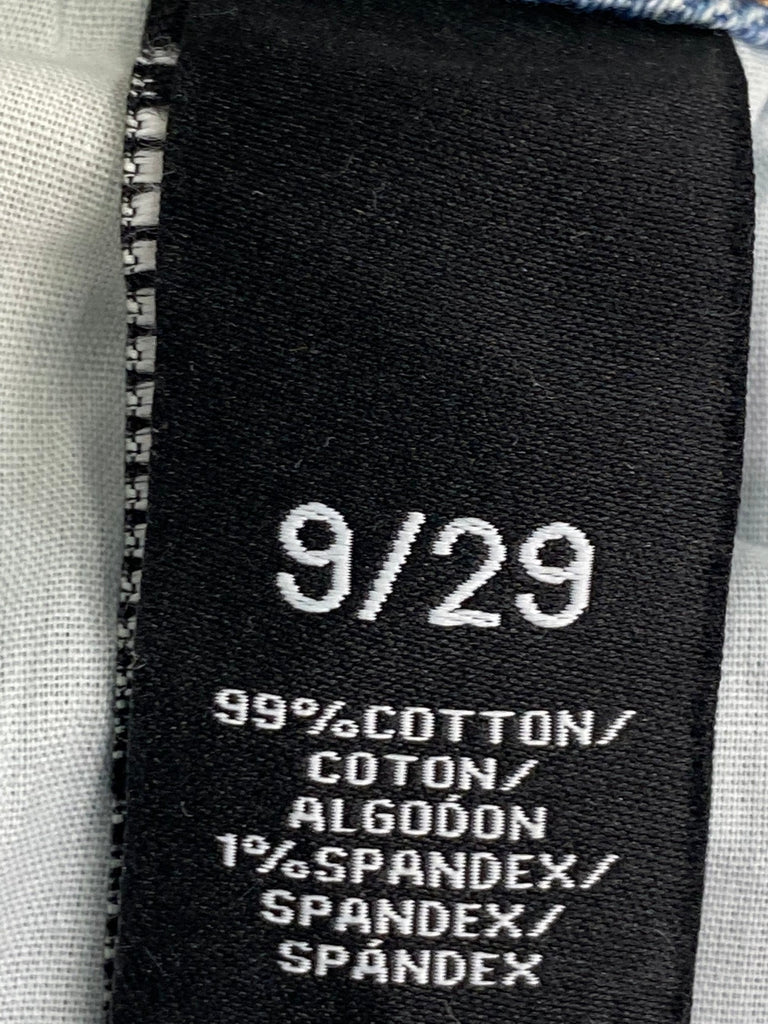 9/29
99%COTTON/
COTON/
ALGODÓN
1%SPANDEX/
SPANDEX/
SPÁNDEX